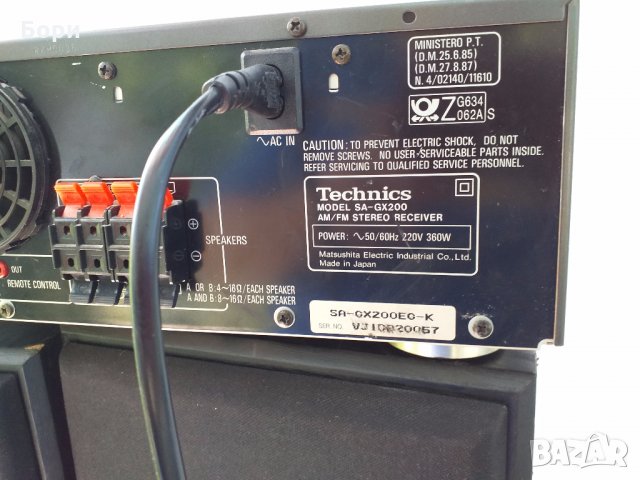 Бори
MINISTERO P.T.
(D.M.25.6.85)
(D.M.27.8.87)
N.4/02140/11610
Z G634
062A S
AC IN
CAUTION: TO PREVENT ELECTRIC SHOCK, DO NOT
REMOVE SCREWS. NO USER-SERVICEABLE PARTS INSIDE.
REFER SERVICING TO QUALIFIED SERVICE PERSONNEL.
Technics
MODEL SA-GX200
AM/FM STEREO RECEIVER
POWER: ∿50/60Hz 220V 360W
Matsushita Electric Industrial Co., Ltd.
Made in Japan
SPEAKERS
OUT
REMOTE CONTROL
A OR B:4~16Ω/EACH SPEAKER
A AND B:8~16Ω/EACH SPEAKER
SA-GX200EG-K
SER NO.
BAZAR